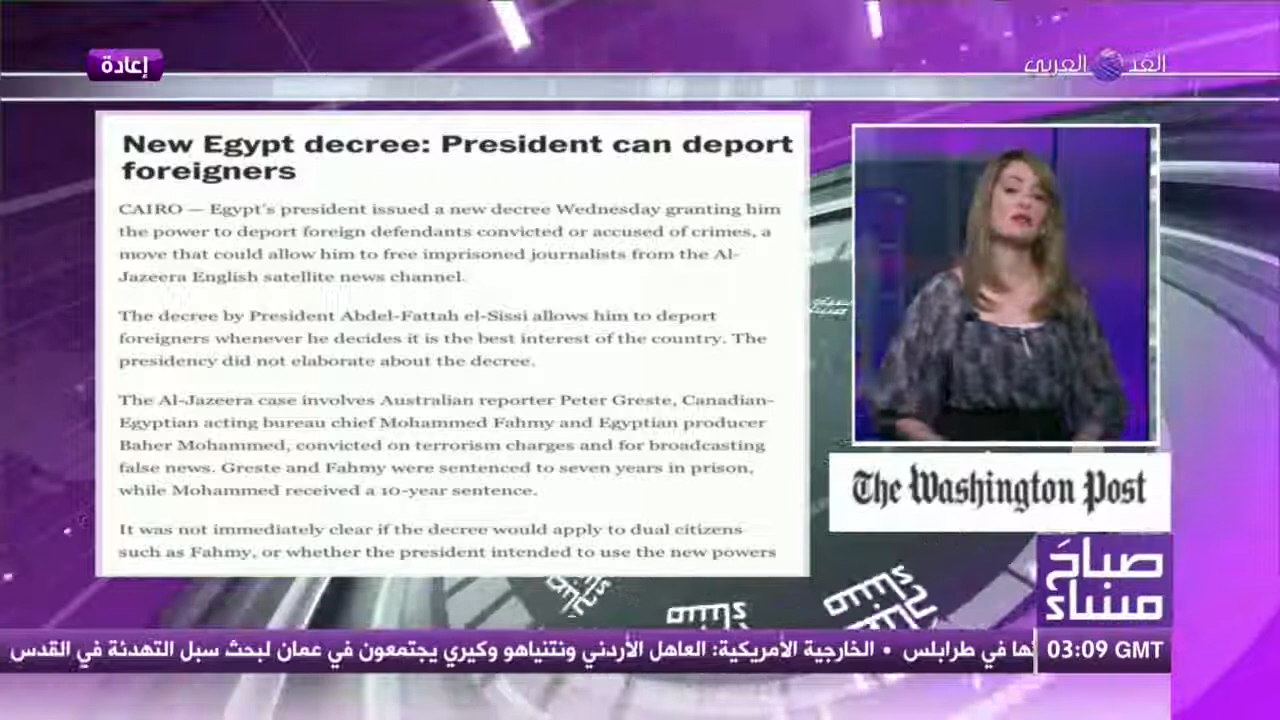 إعادة
الغد العربي
New Egypt decree: President can deport
foreigners
CAIRO — Egypt's president issued a new decree Wednesday granting him
the power to deport foreign defendants convicted or accused of crimes, a
move that could allow him to free imprisoned journalists from the Al-
Jazeera English satellite news channel.
The decree by President Abdel-Fattah el-Sissi allows him to deport
foreigners whenever he decides it is the best interest of the country. The
presidency did not elaborate about the decree.
The Al-Jazeera case involves Australian reporter Peter Greste, Canadian-
Egyptian acting bureau chief Mohammed Fahmy and Egyptian producer
Baher Mohammed, convicted on terrorism charges and for broadcasting
false news. Greste and Fahmy were sentenced to seven years in prison,
while Mohammed received a 10-year sentence.
It was not immediately clear if the decree would apply to dual citizens
such as Fahmy, or whether the president intended to use the new powers
The Washington Post
صباح
مساء
03:09 GMT
في طرابلس • الخارجية الأمريكية: العاهل الأردني ونتنياهو وكيري يجتمعون في عمان لبحث سبل التهدئة في القدس